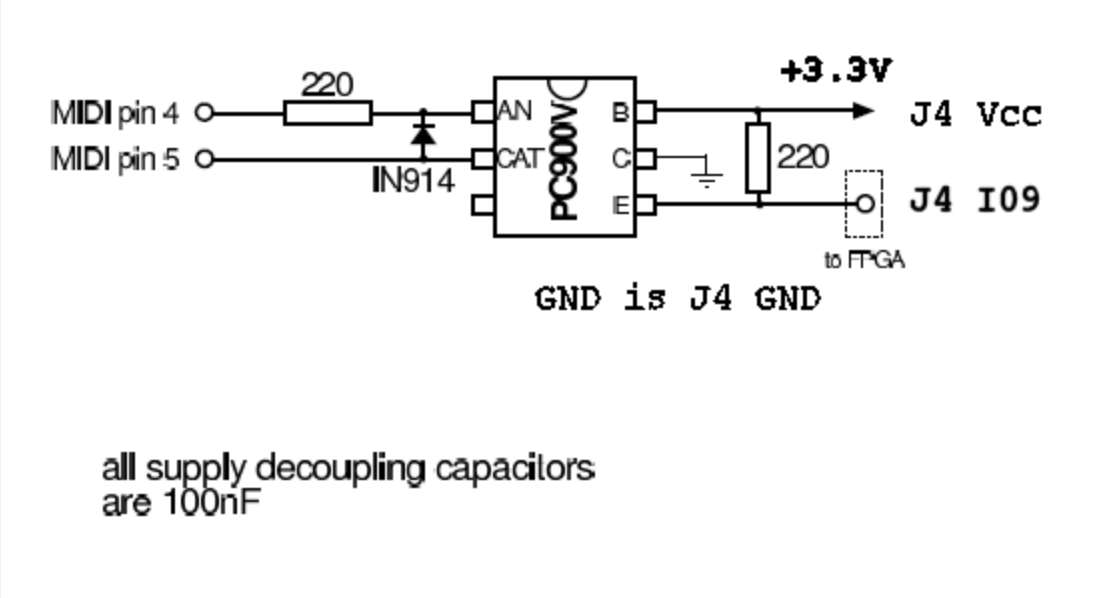 +3.3V
220
MIDI pin 4
AN
B
J4 Vcc
MIDI pin 5
CAT
C
220
IN914
PC900V
E
J4 I09
to FPGA
GND is J4 GND
all supply decoupling capacitors
are 100nF